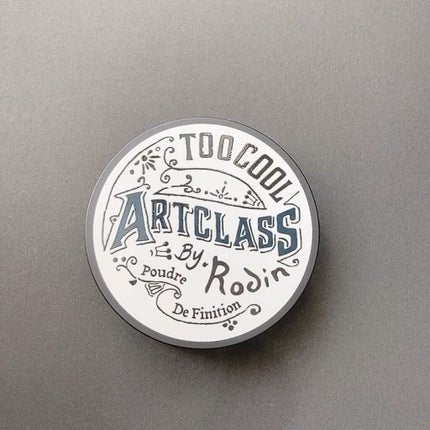 TOO COOL
ARTCLASS
By. Rodin
Poudre
De Finition